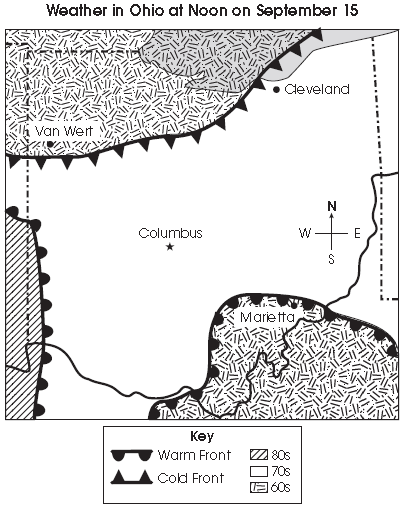 Weather in Ohio at Noon on September 15
Cleveland
Van Wert
Columbus
N
W E
S
Marietta
Key
Warm Front 80s
Cold Front 70s
60s